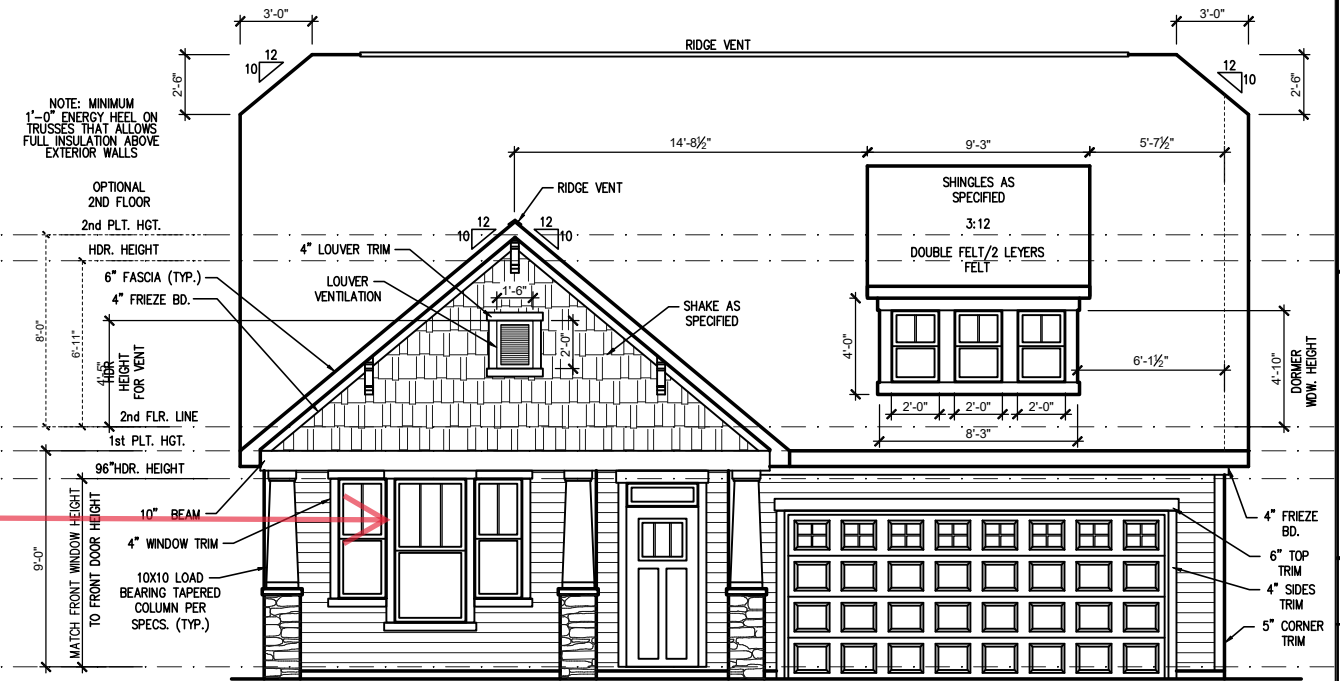 3'-0"
3'-0"
RIDGE VENT
12
10
2'-6"
12
10
2'-6"
NOTE: MINIMUM
1'-0" ENERGY HEEL ON
TRUSSES THAT ALLOWS
FULL INSULATION ABOVE
EXTERIOR WALLS
14'-8½"
9'-3"
5'-7½"
OPTIONAL
2ND FLOOR
2nd PLT. HGT.
HDR. HEIGHT
6" FASCIA (TYP.)
4" FRIEZE BD.
RIDGE VENT
12
10
12
10
4" LOUVER TRIM
LOUVER
VENTILATION
1'-6"
2'-0"
SHAKE AS
SPECIFIED
SHINGLES AS
SPECIFIED
3:12
DOUBLE FELT/2 LEYERS
FELT
8'-0"
6'-11"
4'-5"
HDR
HEIGHT
FOR VENT
4'-0"
6'-1½"
4'-10"
DORMER
WDW. HEIGHT
2'-0"
2'-0"
2'-0"
8'-3"
2nd FLR. LINE
1st PLT. HGT.
96"HDR. HEIGHT
10" BEAM
4" WINDOW TRIM
10X10 LOAD
BEARING TAPERED
COLUMN PER
SPECS. (TYP.)
9'-0"
MATCH FRONT WINDOW HEIGHT
TO FRONT DOOR HEIGHT
4" FRIEZE
BD.
6" TOP
TRIM
4" SIDES
TRIM
5" CORNER
TRIM